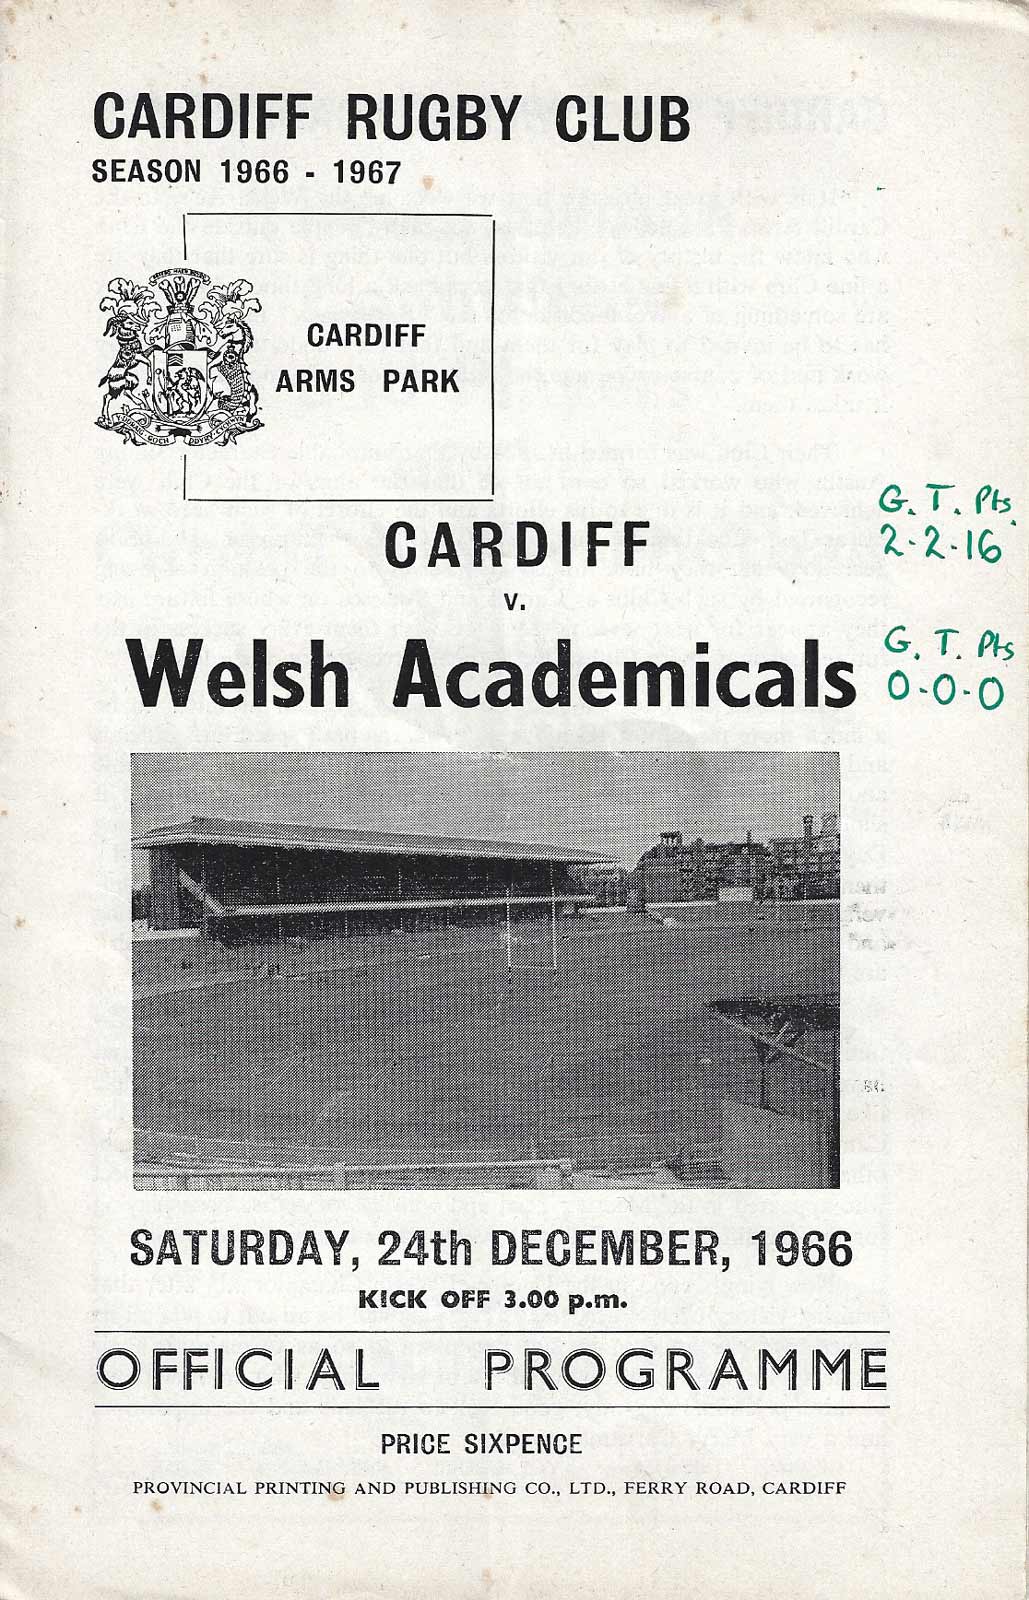 CARDIFF RUGBY CLUB
SEASON 1966 - 1967
CARDIFF
ARMS PARK
CARDIFF
G. T. Pts.
2-2-16
v.
Welsh Academicals
G. T. Pts
0-0-0
SATURDAY, 24th DECEMBER, 1966
KICK OFF 3.00 p.m.
OFFICIAL PROGRAMME
PRICE SIXPENCE
PROVINCIAL PRINTING AND PUBLISHING CO., LTD., FERRY ROAD, CARDIFF